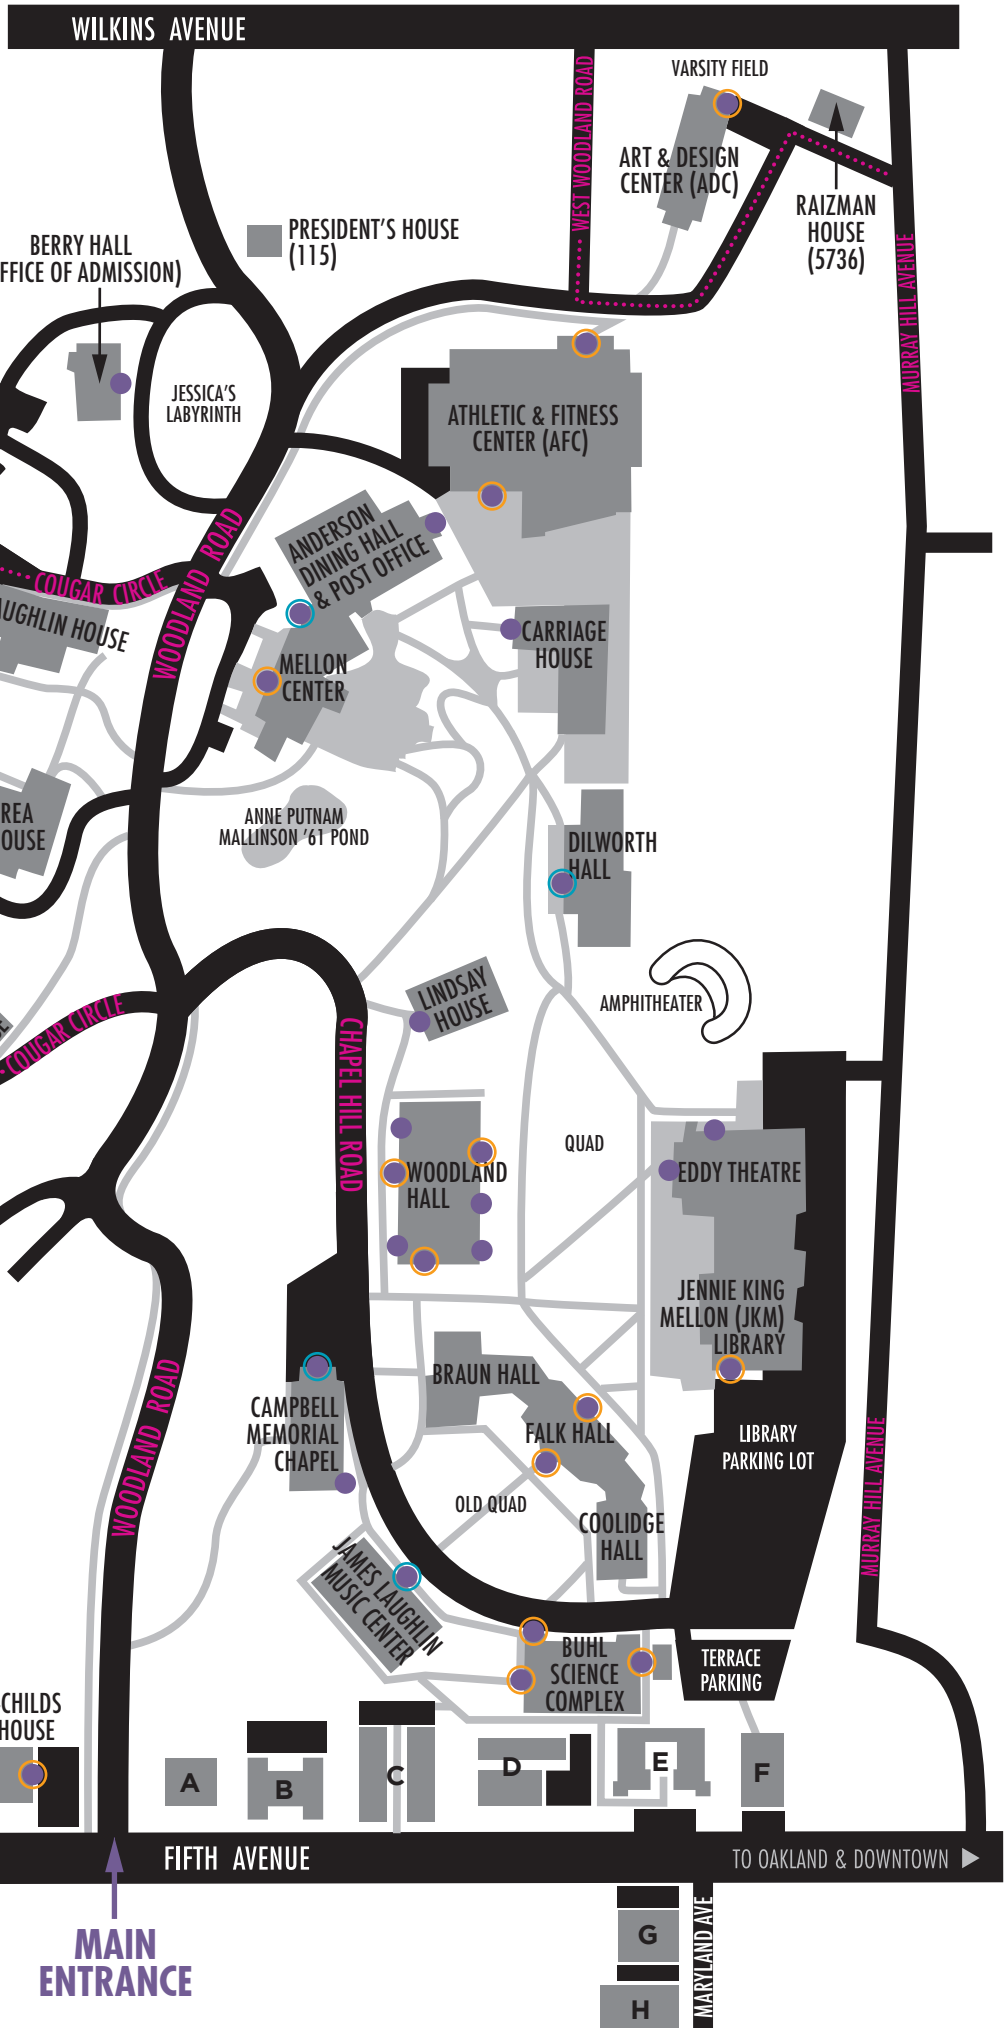 WILKINS AVENUE
VARSITY FIELD
WEST WOODLAND ROAD
ART & DESIGN
CENTER (ADC)
RAIZMAN
HOUSE
(5736)
PRESIDENT'S HOUSE
(115)
BERRY HALL
FFICE OF ADMISSION)
MURRAY HILL AVENUE
JESSICA'S
LABYRINTH
ATHLETIC & FITNESS
CENTER (AFC)
ANDERSON
DINING HALL
& POST OFFICE
WOODLAND ROAD
COUGAR CIRCLE
AUGHLIN HOUSE
CARRIAGE
HOUSE
MELLON
CENTER
REA
OUSE
ANNE PUTNAM
MALLINSON '61 POND
DILWORTH
HALL
LINDSAY
HOUSE
AMPHITHEATER
COUGAR CIRCLE
CHAPEL HILL ROAD
QUAD
WOODLAND
HALL
EDDY THEATRE
JENNIE KING
MELLON (JKM)
LIBRARY
BRAUN HALL
WOODLAND ROAD
CAMPBELL
MEMORIAL
CHAPEL
FALK HALL
LIBRARY
PARKING LOT
MURRAY HILL AVENUE
OLD QUAD
COOLIDGE
HALL
JAMES LAUGHLIN
MUSIC CENTER
BUHL
SCIENCE
COMPLEX
TERRACE
PARKING
CHILDS
HOUSE
A
B
C
D
E
F
FIFTH AVENUE
TO OAKLAND & DOWNTOWN
MAIN
ENTRANCE
MARYLAND AVE
G
H